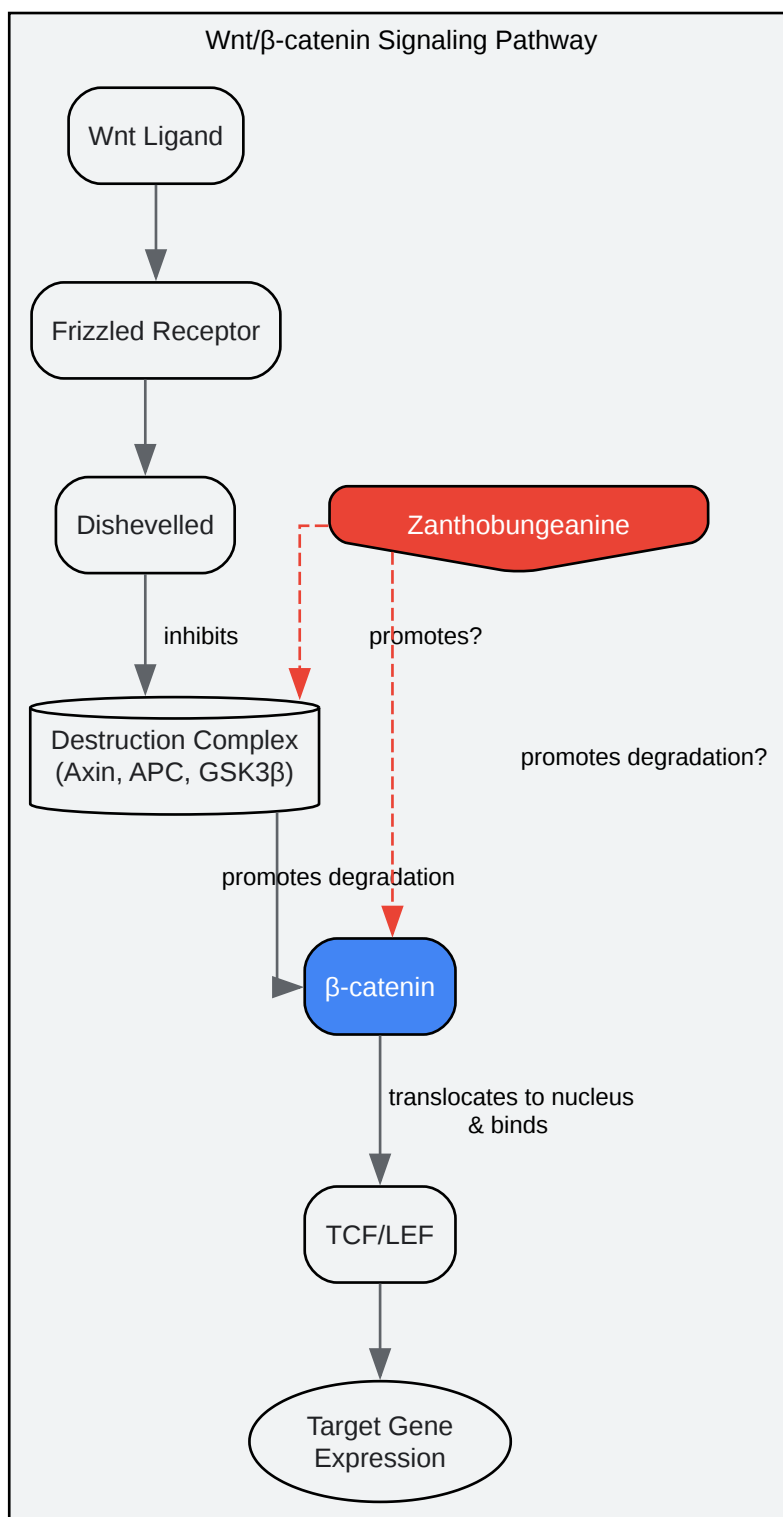 Wnt/β-catenin Signaling Pathway
Wnt Ligand
Frizzled Receptor
Dishevelled
Zanthobungeanine
inhibits
promotes?
Destruction Complex
(Axin, APC, GSK3β)
promotes degradation?
promotes degradation
β-catenin
translocates to nucleus
& binds
TCF/LEF
Target Gene
Expression